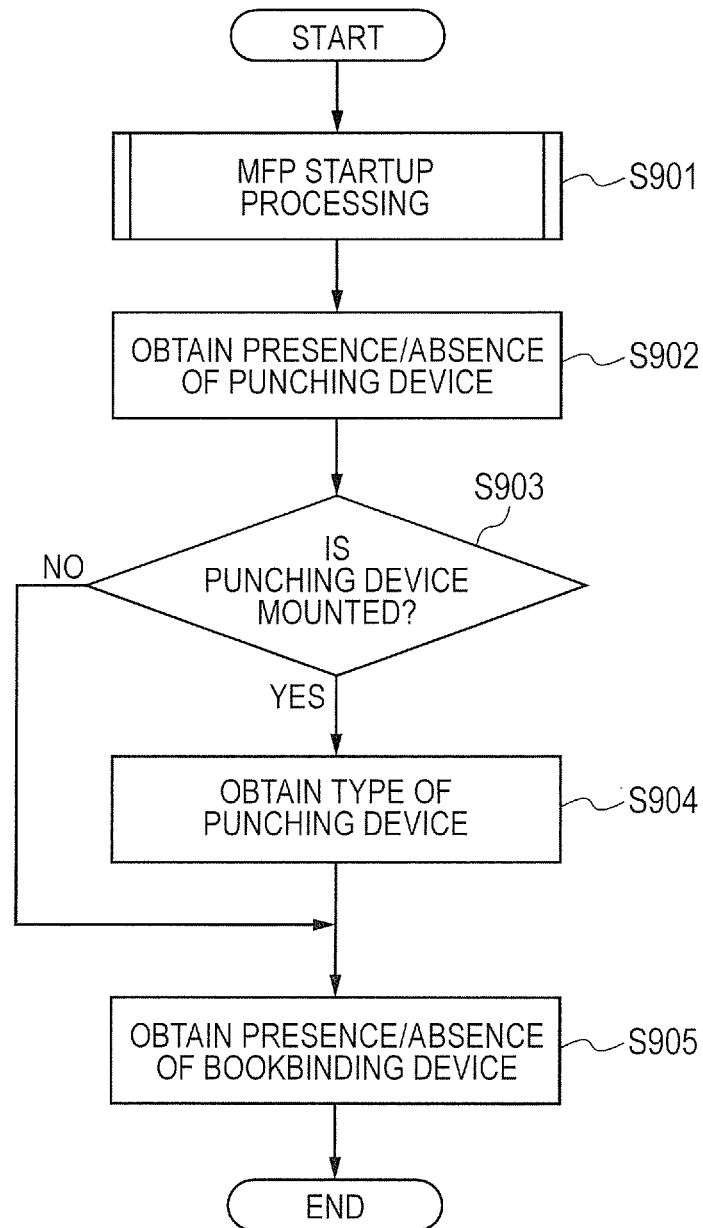 START
MFP STARTUP
PROCESSING
S901
OBTAIN PRESENCE/ABSENCE
OF PUNCHING DEVICE
S902
S903
IS
PUNCHING DEVICE
MOUNTED?
NO
YES
OBTAIN TYPE OF
PUNCHING DEVICE
S904
OBTAIN PRESENCE/ABSENCE
OF BOOKBINDING DEVICE
S905
END